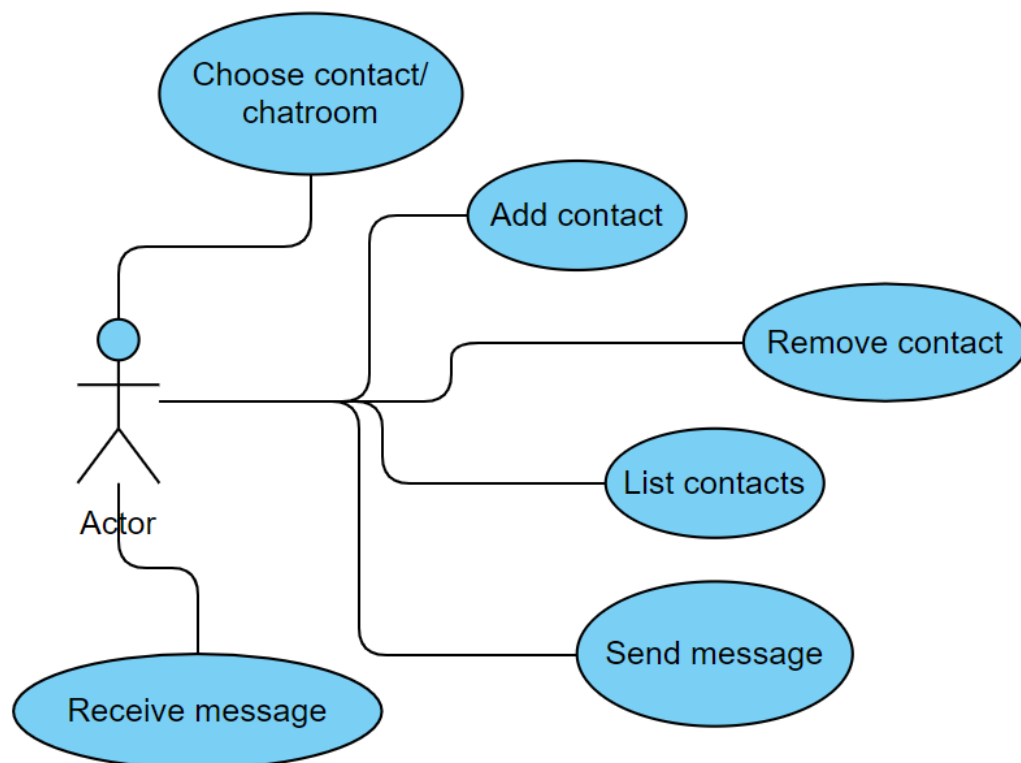 Choose contact/
chatroom
Add contact
Remove contact
List contacts
Actor
Send message
Receive message